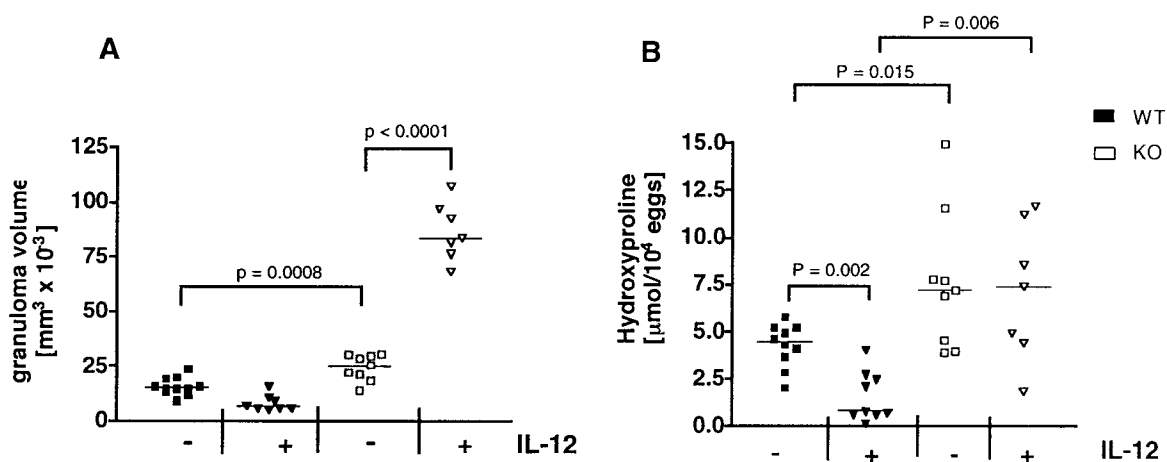 A
granuloma volume
[mm³ x 10⁻³]
125
100
75
50
25
0
p = 0.0008
p < 0.0001
- + - + IL-12
B
Hydroxyproline
[µmol/10⁴ eggs]
15.0
12.5
10.0
7.5
5.0
2.5
0.0
P = 0.006
P = 0.015
P = 0.002
- + - + IL-12
WT
KO